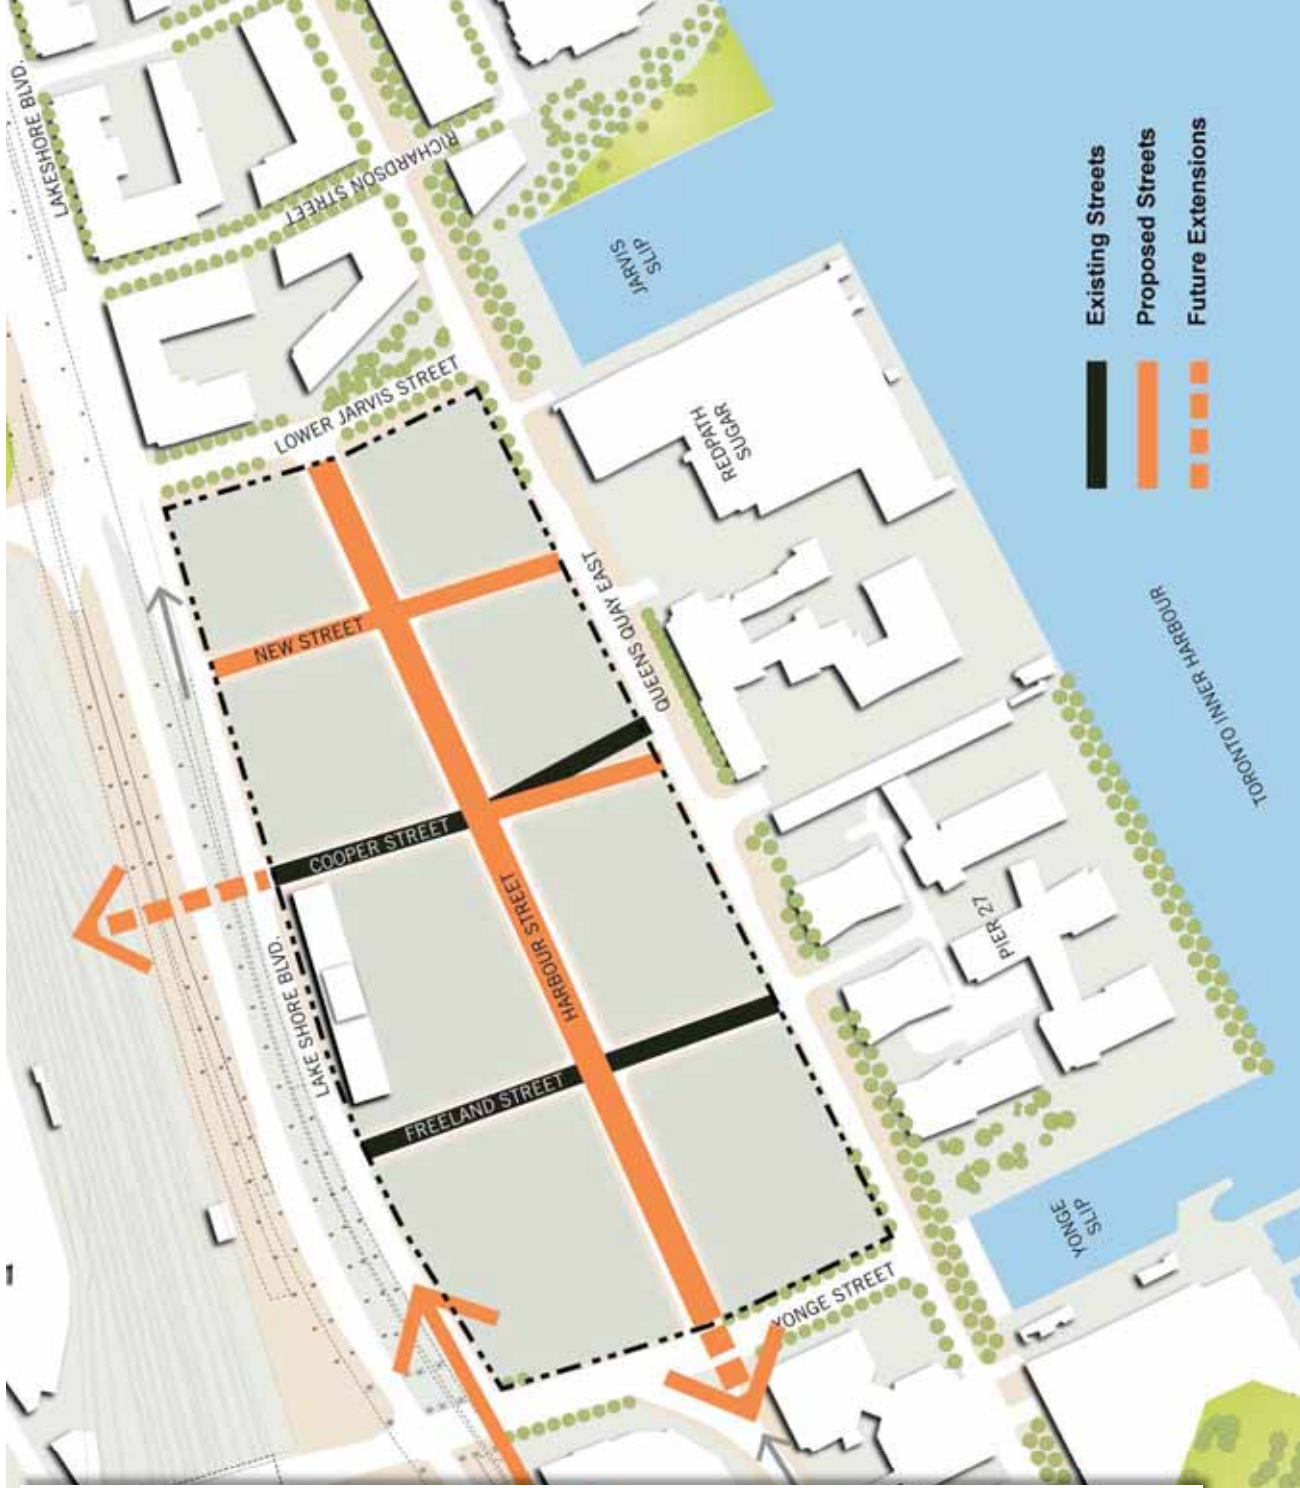 LAKESHORE BLVD.
RICHARDSON STREET
JARVIS
SLIP
LOWER JARVIS STREET
REDPATH
SUGAR
NEW STREET
QUEENS QUAY EAST
COOPER STREET
HARBOUR STREET
LAKE SHORE BLVD.
FREELAND STREET
PIER 27
TORONTO INNER HARBOUR
YONGE
SLIP
YONGE STREET
Existing Streets
Proposed Streets
Future Extensions